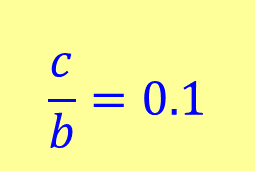 c/b = 0.1